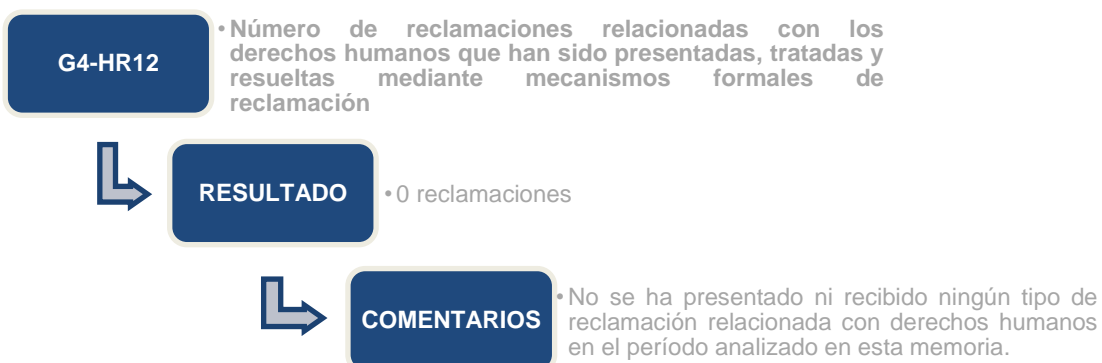 G4-HR12
•Número de reclamaciones relacionadas con los
derechos humanos que han sido presentadas, tratadas y
resueltas mediante mecanismos formales de
reclamación
RESULTADO
•0 reclamaciones
COMENTARIOS
•No se ha presentado ni recibido ningún tipo de
reclamación relacionada con derechos humanos
en el período analizado en esta memoria.